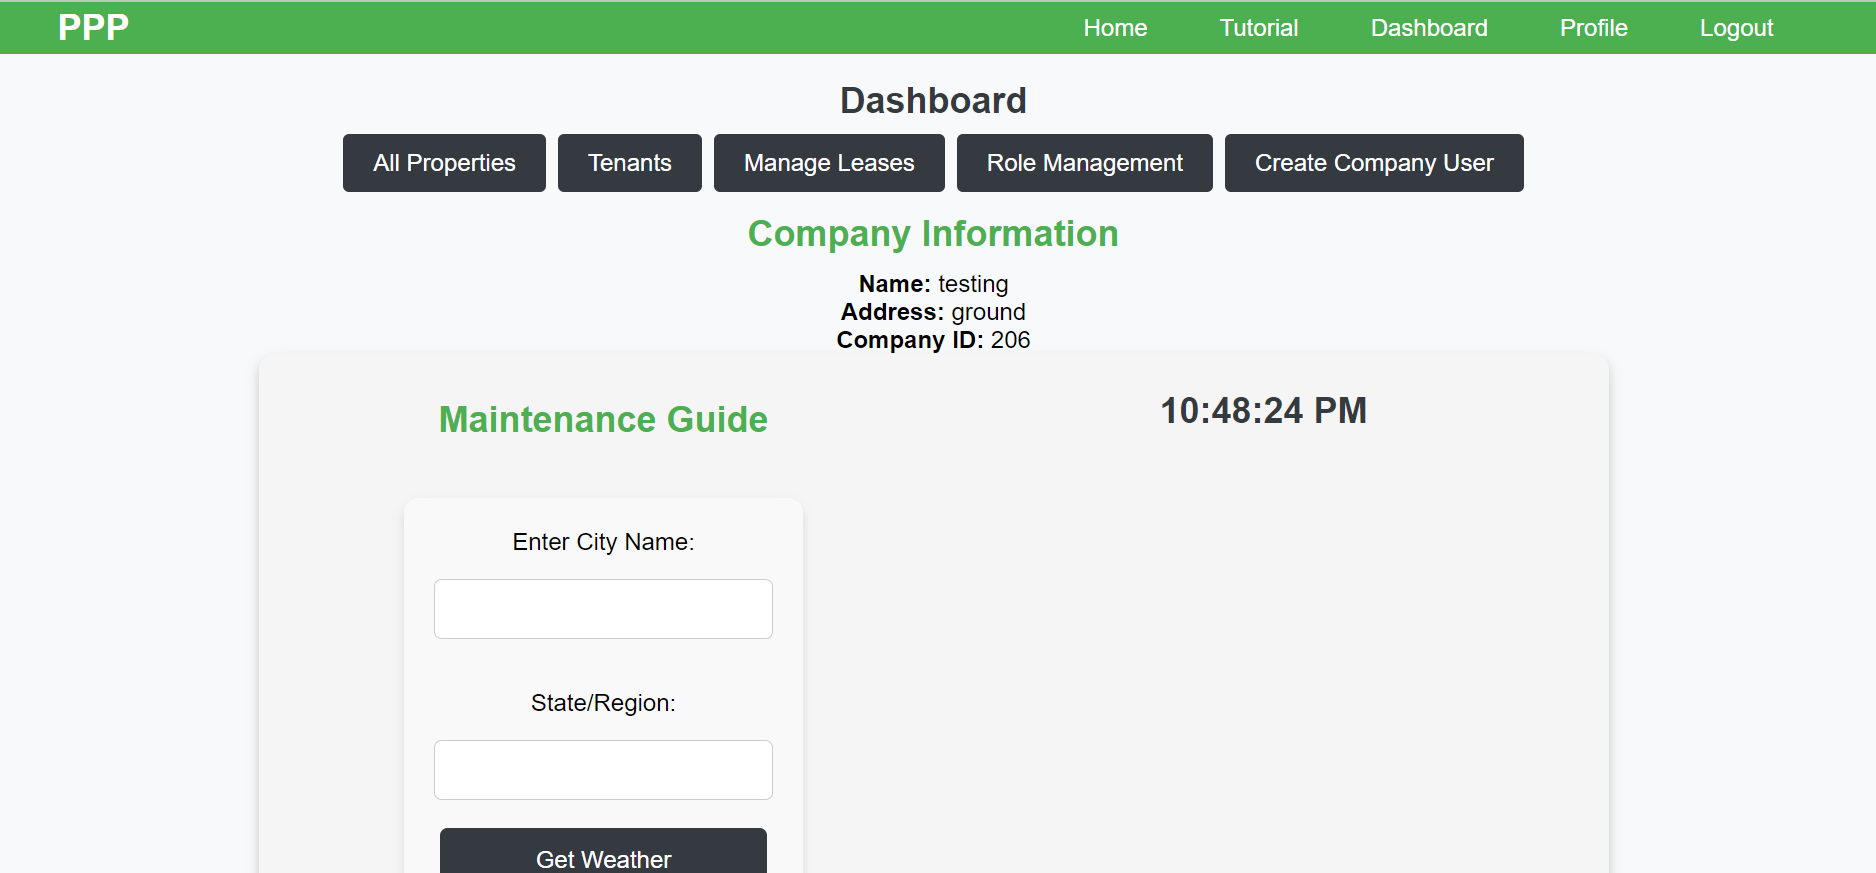 PPP Home Tutorial Dashboard Profile Logout
Dashboard
All Properties Tenants Manage Leases Role Management Create Company User
Company Information
Name: testing
Address: ground
Company ID: 206
Maintenance Guide
10:48:24 PM
Enter City Name:
State/Region:
Get Weather